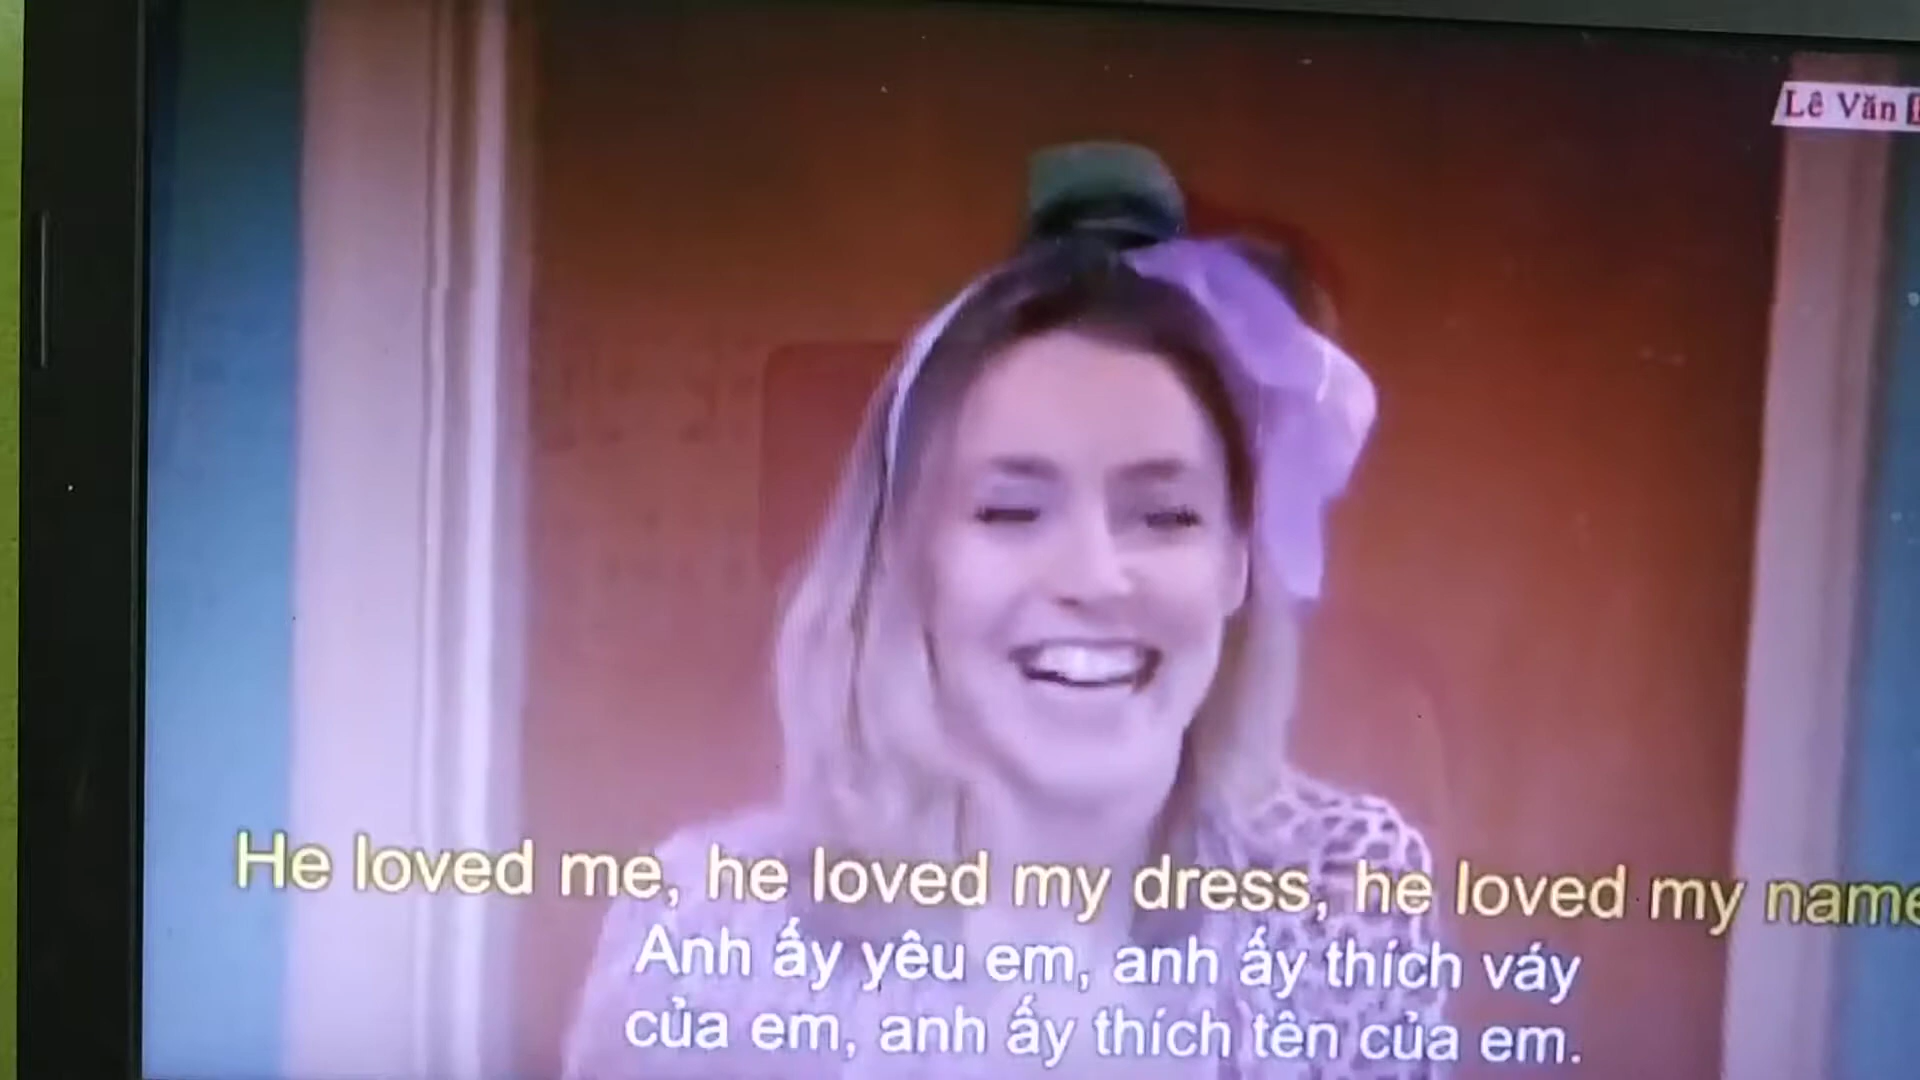 Lê Văn
He loved me, he loved my dress, he loved my name
Anh ấy yêu em, anh ấy thích váy
của em, anh ấy thích tên của em.